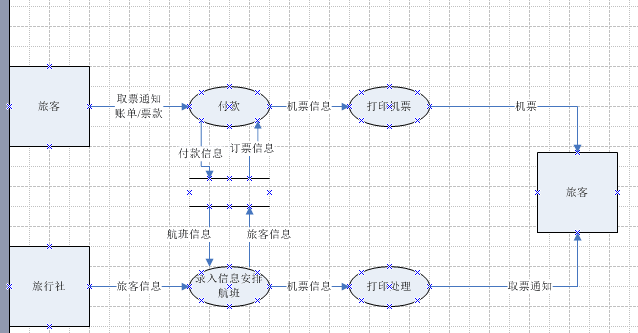 旅客
取票通知
账单/票款
付款
机票信息
打印机票
机票
付款信息
订票信息
旅客
航班信息
旅客信息
旅行社
旅客信息
录入信息安排
航班
机票信息
打印处理
取票通知